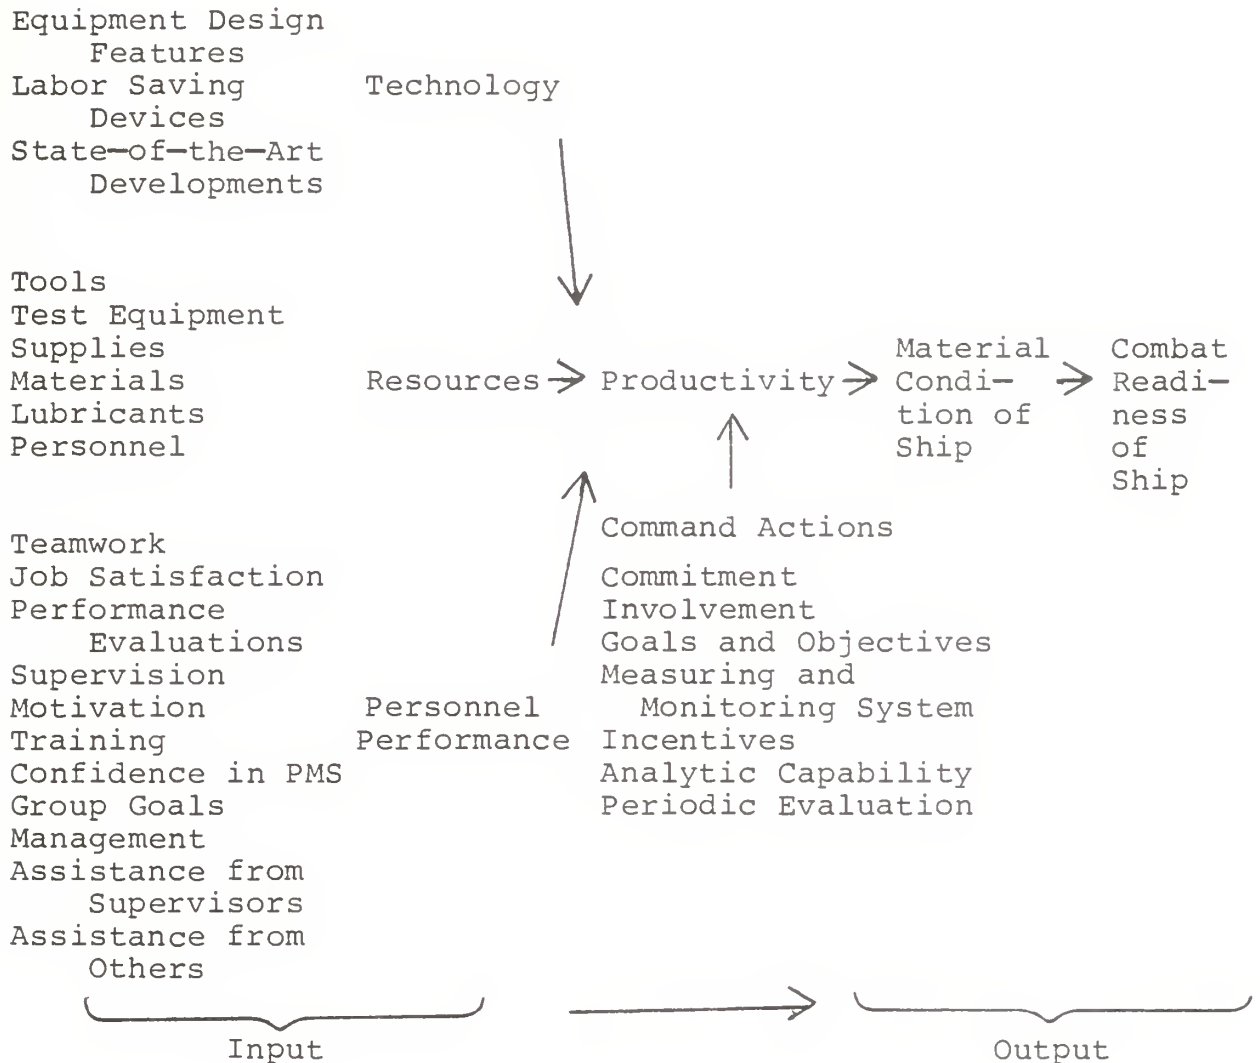 Equipment Design
Features
Labor Saving
Devices
State-of-the-Art
Developments
Technology
Tools
Test Equipment
Supplies
Materials
Lubricants
Personnel
Resources
Productivity
Material
Condi-
tion of
Ship
Combat
Readi-
ness
of
Ship
Teamwork
Job Satisfaction
Performance
Evaluations
Supervision
Motivation
Training
Confidence in PMS
Group Goals
Management
Assistance from
Supervisors
Assistance from
Others
Personnel
Performance
Command Actions
Commitment
Involvement
Goals and Objectives
Measuring and
Monitoring System
Incentives
Analytic Capability
Periodic Evaluation
Input
Output